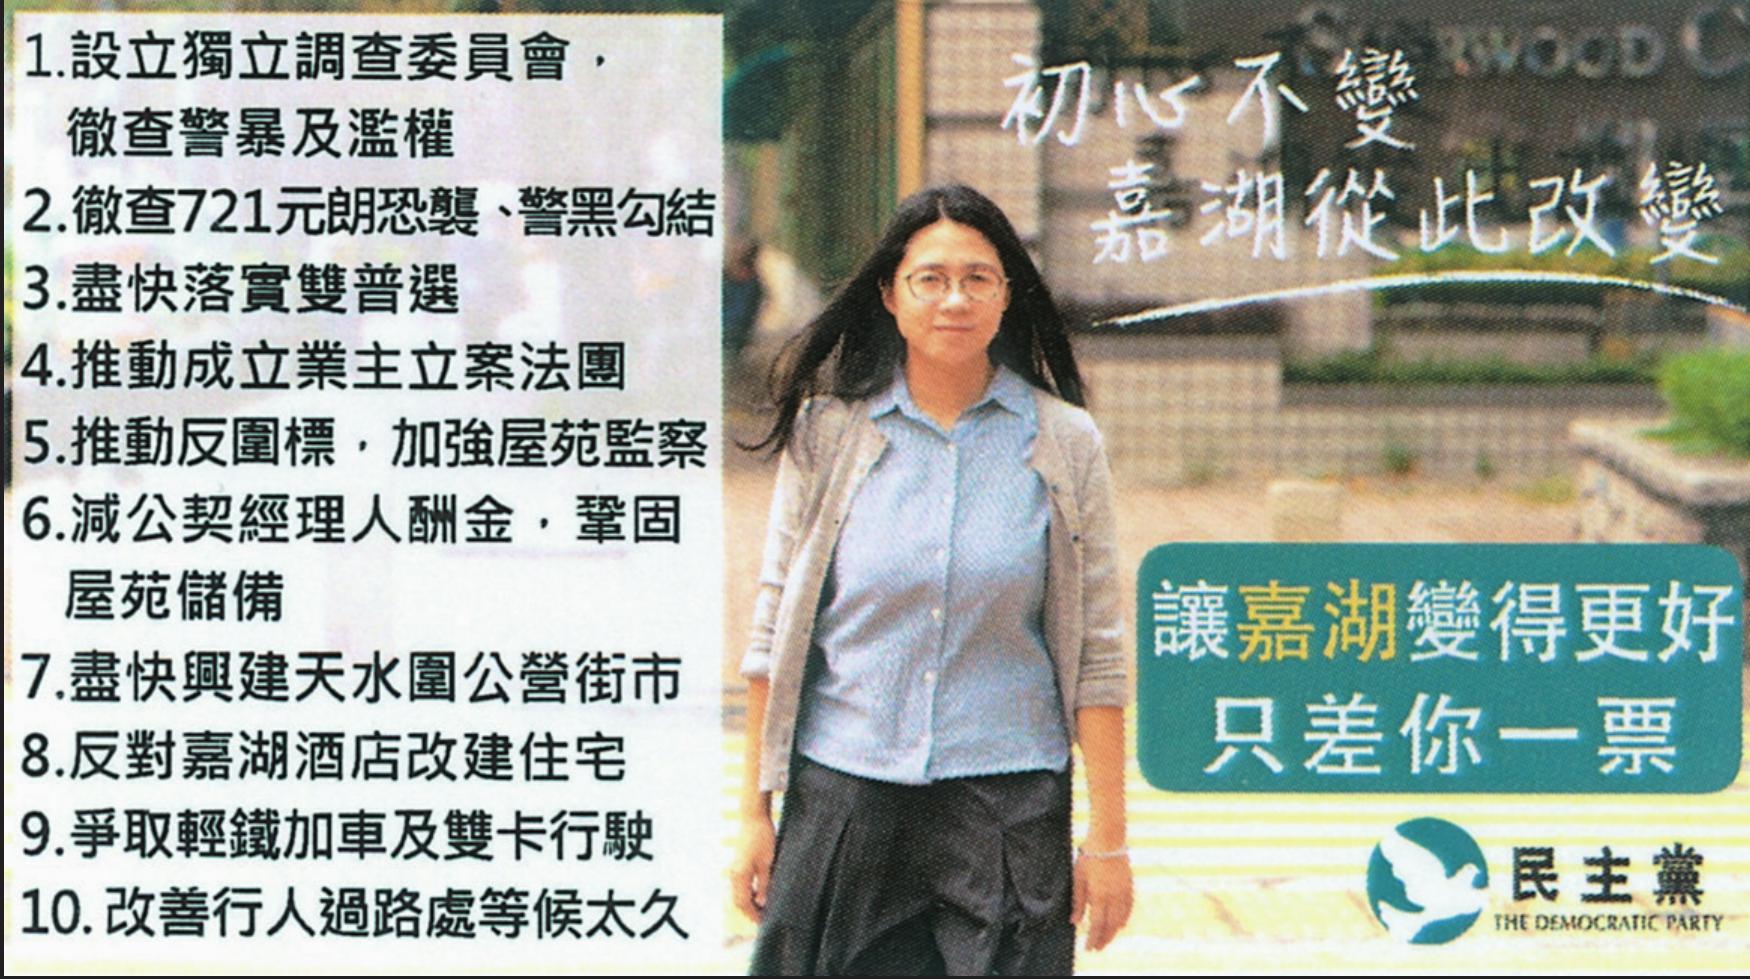 1.設立獨立調查委員會，
徹查警暴及濫權
2.徹查721元朗恐襲、警黑勾結
3.盡快落實雙普選
4.推動成立業主立案法團
5.推動反圍標，加強屋苑監察
6.減公契經理人酬金，鞏固
屋苑儲備
7.盡快興建天水圍公營街市
8.反對嘉湖酒店改建住宅
9.爭取輕鐵加車及雙卡行駛
10.改善行人過路處等候太久
初心不變
嘉湖從此改變
讓嘉湖變得更好
只差你一票
民主黨
THE DEMOCRATIC PARTY